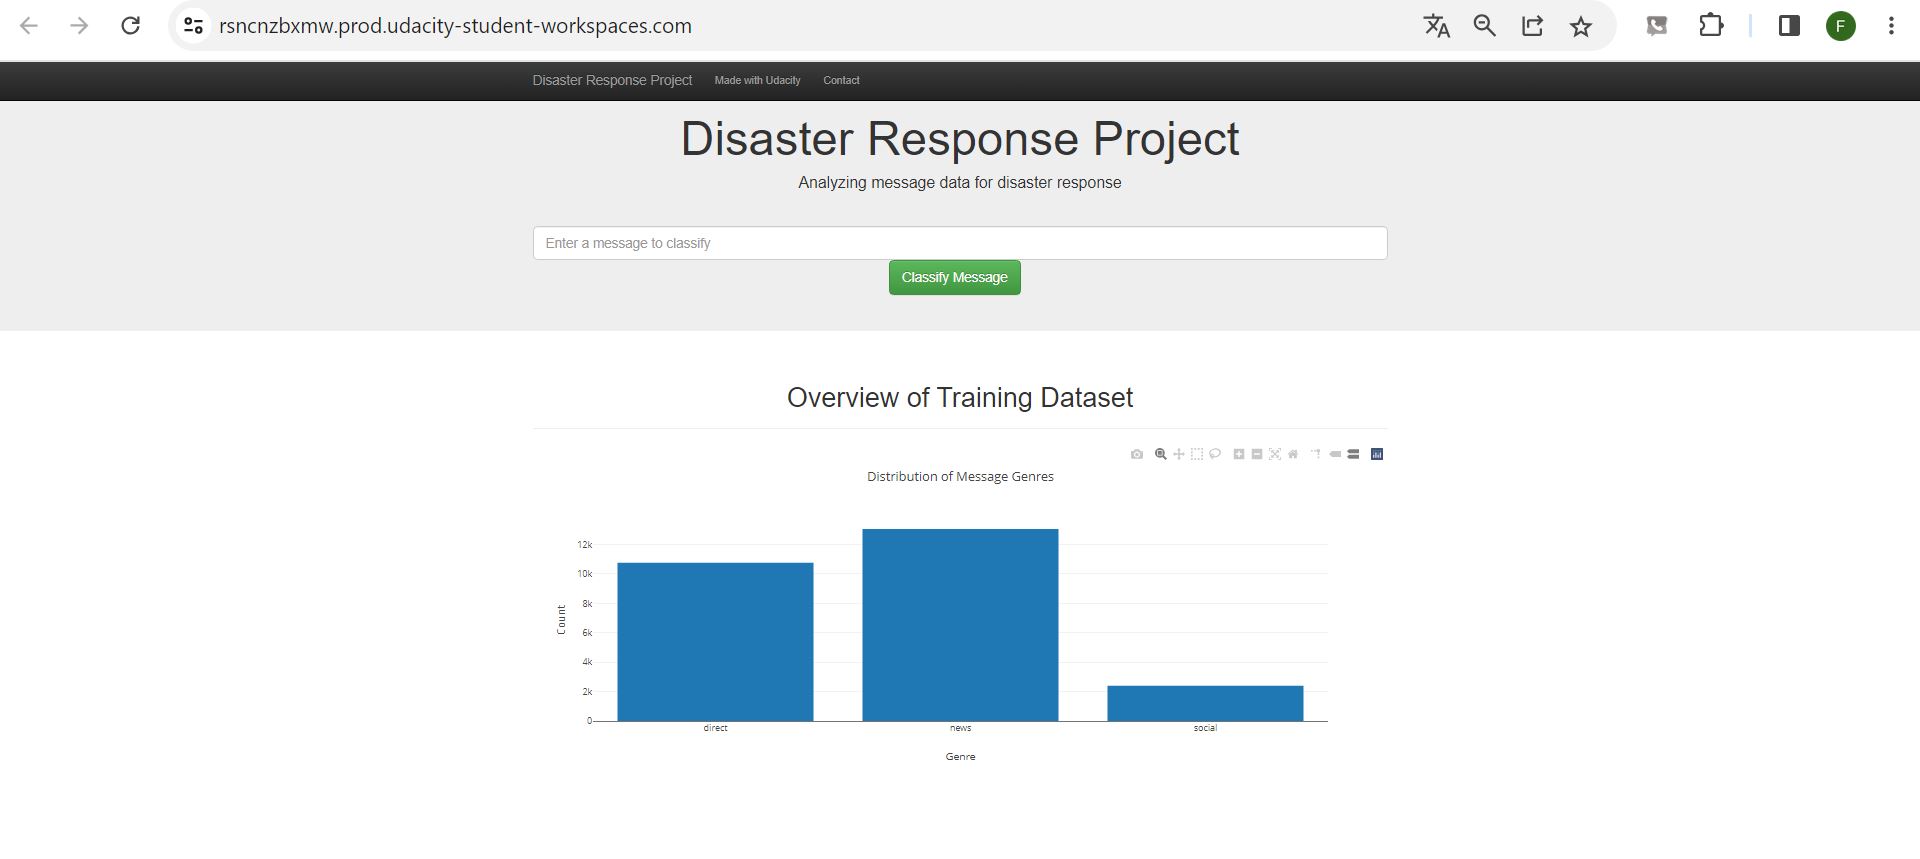 rsncnzbxmw.prod.udacity-student-workspaces.com
F
Disaster Response Project Made with Udacity Contact
Disaster Response Project
Analyzing message data for disaster response
Enter a message to classify
Classify Message
Overview of Training Dataset
Distribution of Message Genres
12k
10k
8k
6k
4k
2k
0
Count
direct news social
Genre